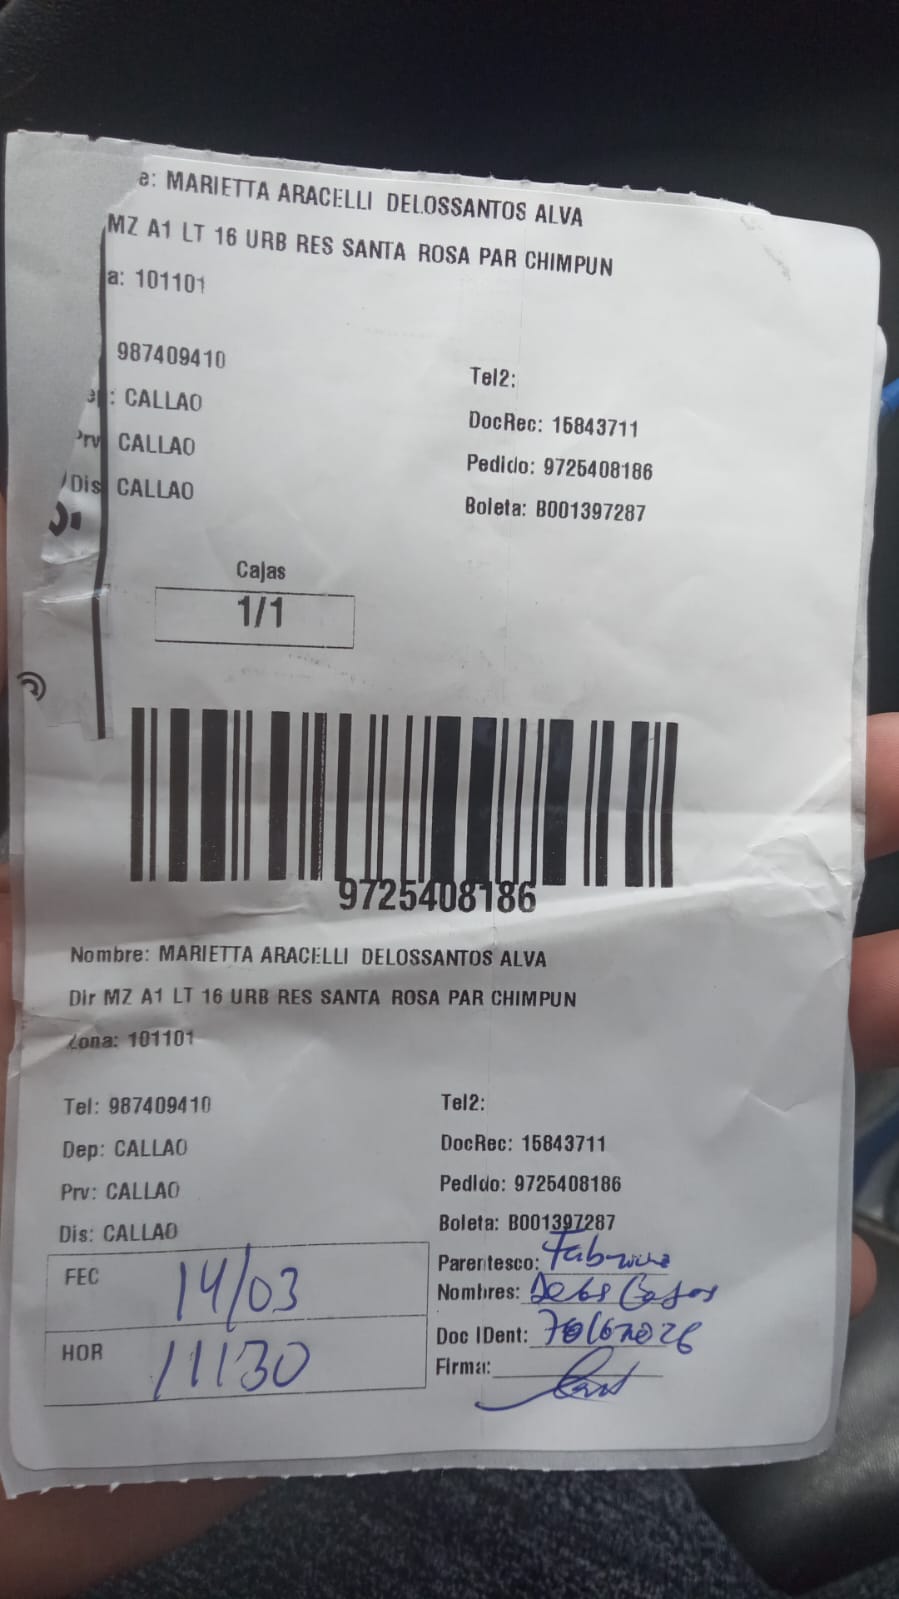 a: MARIETTA ARACELLI DELOSSANTOS ALVA
MZ A1 LT 16 URB RES SANTA ROSA PAR CHIMPUN
a: 101101
987409410
Tel2:
: CALLAO
DocRec: 15843711
Prv CALLAO
Pedido: 9725408186
Dis CALLAO
Boleta: B001397287
Cajas
1/1
9725408186
Nombre: MARIETTA ARACELLI DELOSSANTOS ALVA
Dir MZ A1 LT 16 URB RES SANTA ROSA PAR CHIMPUN
Zona: 101101
Tel: 987409410
Tel2:
Dep: CALLAO
DocRec: 15843711
Prv: CALLAO
Pedido: 9725408186
Dis: CALLAO
Boleta: B001397287
FEC 14/03
Parentesco:
Nombres:
HOR 11130
Doc IDent:
Firma: